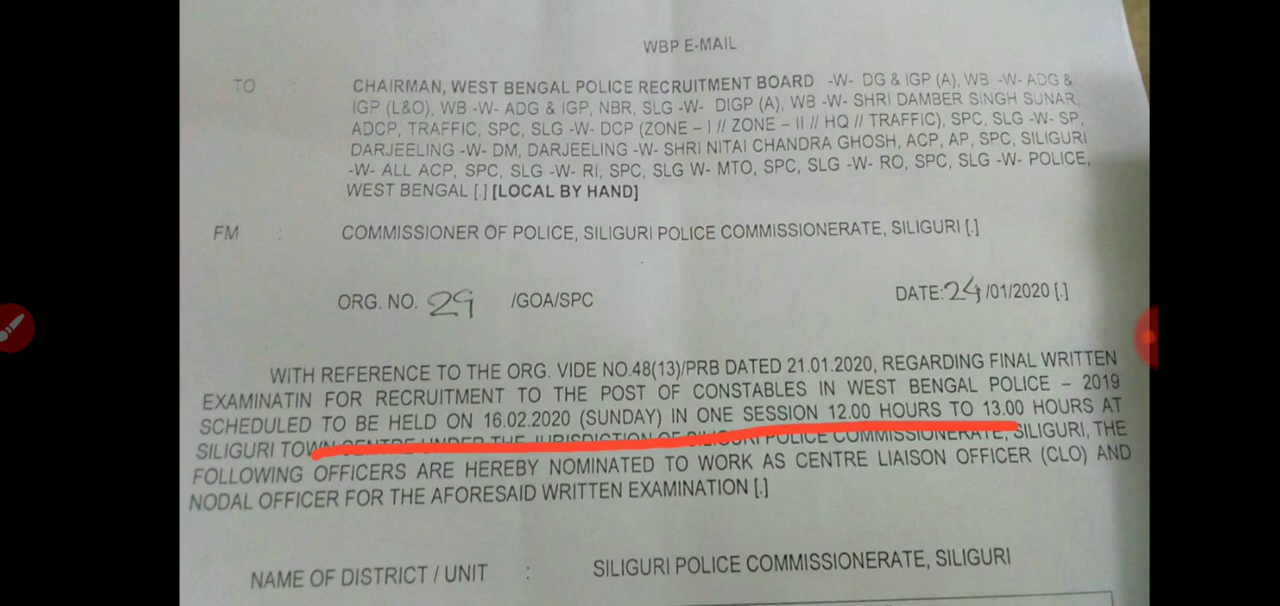 WBP E-MAIL
TO : CHAIRMAN, WEST BENGAL POLICE RECRUITMENT BOARD -W- DG & IGP (A), WB -W- ADG &
IGP (L&O), WB -W- ADG & IGP, NBR, SLG -W- DIGP (A), WB -W- SHRI DAMBER SINGH SUNAR,
ADCP, TRAFFIC, SPC, SLG -W- DCP (ZONE – I // ZONE – II // HQ // TRAFFIC), SPC, SLG -W- SP,
DARJEELING -W- DM, DARJEELING -W- SHRI NITAI CHANDRA GHOSH, ACP, AP, SPC, SILIGURI
-W- ALL ACP, SPC, SLG -W- RI, SPC, SLG W- MTO, SPC, SLG -W- RO, SPC, SLG -W- POLICE,
WEST BENGAL [.] [LOCAL BY HAND]
FM : COMMISSIONER OF POLICE, SILIGURI POLICE COMMISSIONERATE, SILIGURI [.]
ORG. NO. 29 /GOA/SPC DATE:24/01/2020 [.]
WITH REFERENCE TO THE ORG. VIDE NO.48(13)/PRB DATED 21.01.2020, REGARDING FINAL WRITTEN
EXAMINATIN FOR RECRUITMENT TO THE POST OF CONSTABLES IN WEST BENGAL POLICE – 2019
SCHEDULED TO BE HELD ON 16.02.2020 (SUNDAY) IN ONE SESSION 12.00 HOURS TO 13.00 HOURS AT
SILIGURI TOWN CENTRE UNDER THE JURISDICTION OF SILIGURI POLICE COMMISSIONERATE, SILIGURI, THE
FOLLOWING OFFICERS ARE HEREBY NOMINATED TO WORK AS CENTRE LIAISON OFFICER (CLO) AND
NODAL OFFICER FOR THE AFORESAID WRITTEN EXAMINATION [.]
NAME OF DISTRICT / UNIT : SILIGURI POLICE COMMISSIONERATE, SILIGURI